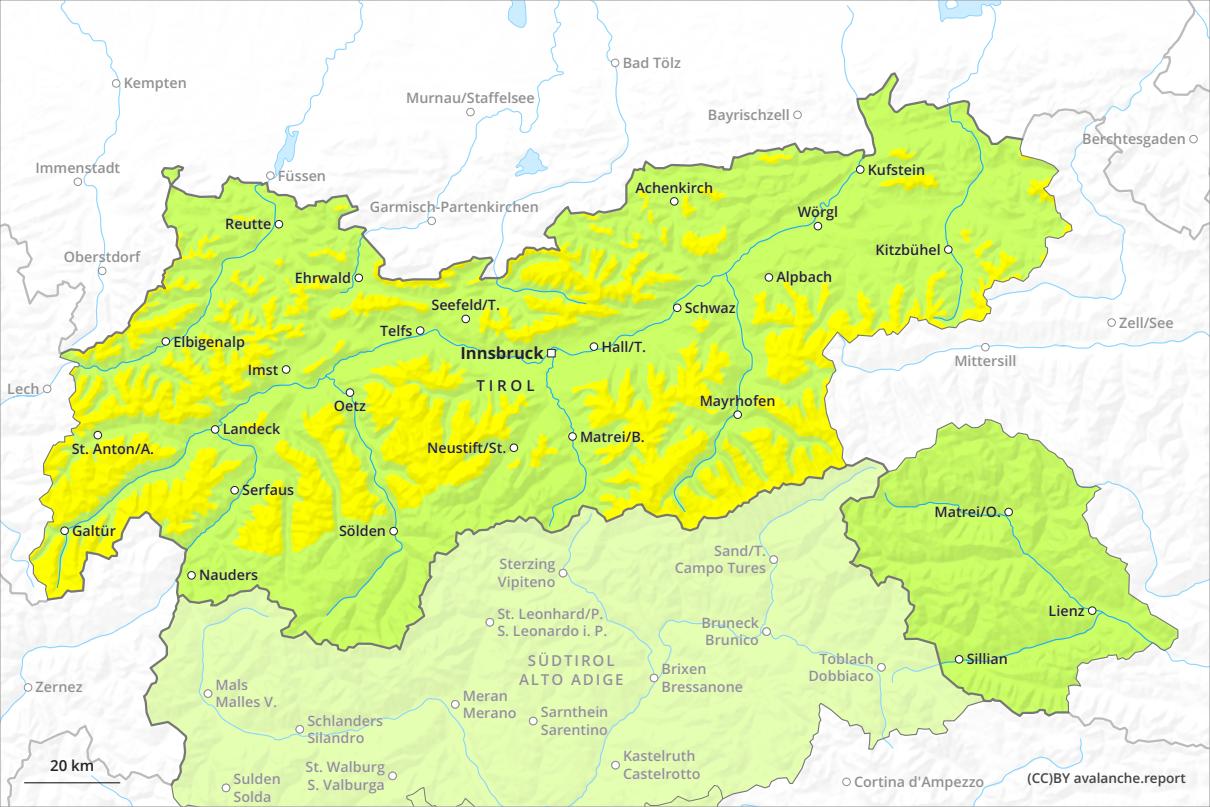 Kempten
Bad Tölz
Murnau/Staffelsee
Bayrischzell
Berchtesgaden
Immenstadt
Füssen
Kufstein
Achenkirch
Garmisch-Partenkirchen
Wörgl
Reutte
Kitzbühel
Oberstdorf
Ehrwald
Alpbach
Seefeld/T.
Schwaz
Telfs
Zell/See
Elbigenalp
Innsbruck
Hall/T.
Mittersill
Imst
TIROL
Lech
Oetz
Mayrhofen
Landeck
Matrei/B.
St. Anton/A.
Neustift/St.
Serfaus
Matrei/O.
Galtür
Sölden
Sand/T.
Campo Tures
Sterzing
Vipiteno
Nauders
St. Leonhard/P.
S. Leonardo i. P.
Lienz
Bruneck
Brunico
SÜDTIROL
ALTO ADIGE
Toblach
Dobbiaco
Sillian
Brixen
Bressanone
Zernez
Mals
Malles V.
Meran
Merano
Sarnthein
Sarentino
Schlanders
Silandro
20 km
St. Walburg
S. Valburga
Kastelruth
Castelrotto
Sulden
Solda
Cortina d'Ampezzo
(CC)BY avalanche.report